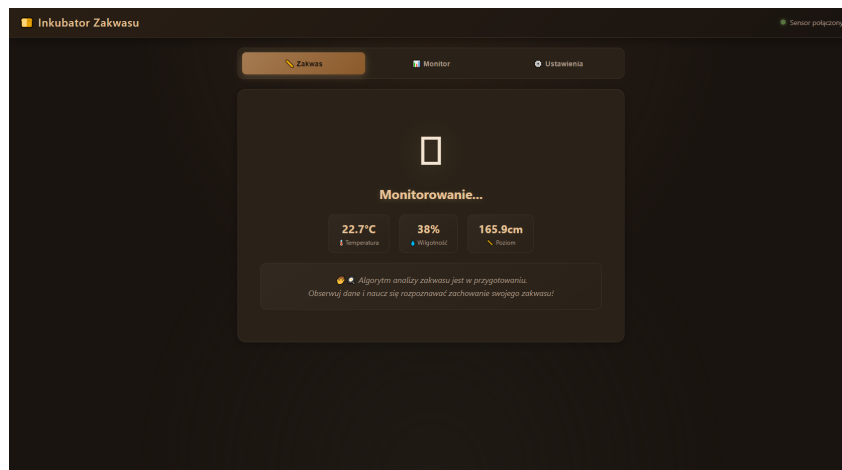 Inkubator Zakwasu
Sensor połączony
Zakwas
Monitor
Ustawienia
Monitorowanie...
22.7°C
Temperatura
38%
Wilgotność
165.9cm
Poziom
Algorytm analizy zakwasu jest w przygotowaniu.
Obserwuj dane i naucz się rozpoznawać zachowanie swojego zakwasu!